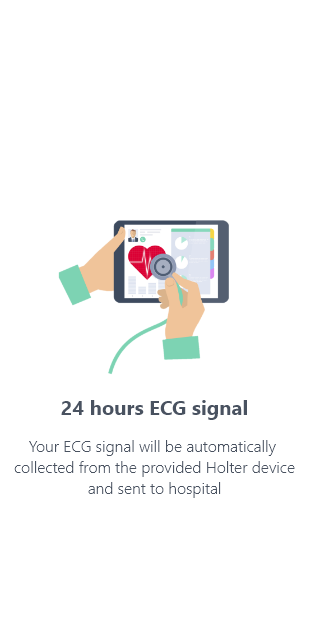 24 hours ECG signal
Your ECG signal will be automatically
collected from the provided Holter device
and sent to hospital